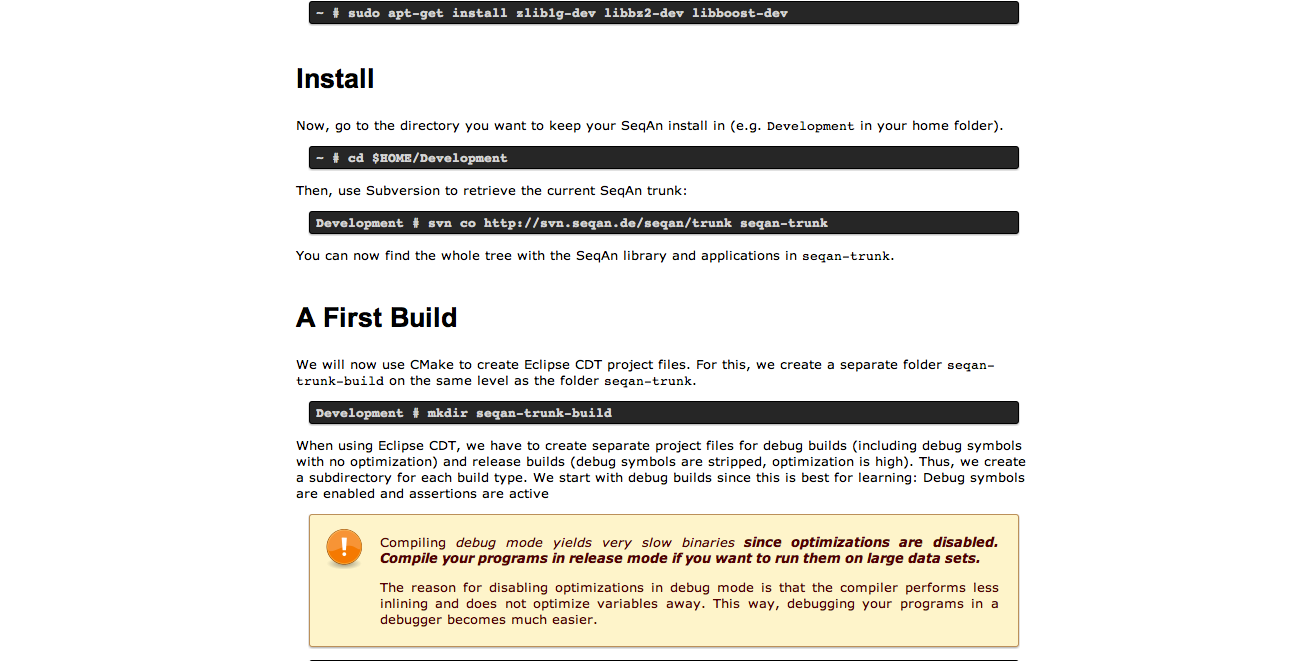 ~ # sudo apt-get install zlib1g-dev libbz2-dev libboost-dev
Install
Now, go to the directory you want to keep your SeqAn install in (e.g. Development in your home folder).
~ # cd $HOME/Development
Then, use Subversion to retrieve the current SeqAn trunk:
Development # svn co http://svn.seqan.de/seqan/trunk seqan-trunk
You can now find the whole tree with the SeqAn library and applications in seqan-trunk.
A First Build
We will now use CMake to create Eclipse CDT project files. For this, we create a separate folder seqan-
trunk-build on the same level as the folder seqan-trunk.
Development # mkdir seqan-trunk-build
When using Eclipse CDT, we have to create separate project files for debug builds (including debug symbols
with no optimization) and release builds (debug symbols are stripped, optimization is high). Thus, we create
a subdirectory for each build type. We start with debug builds since this is best for learning: Debug symbols
are enabled and assertions are active
Compiling debug mode yields very slow binaries since optimizations are disabled.
Compile your programs in release mode if you want to run them on large data sets.
The reason for disabling optimizations in debug mode is that the compiler performs less
inlining and does not optimize variables away. This way, debugging your programs in a
debugger becomes much easier.